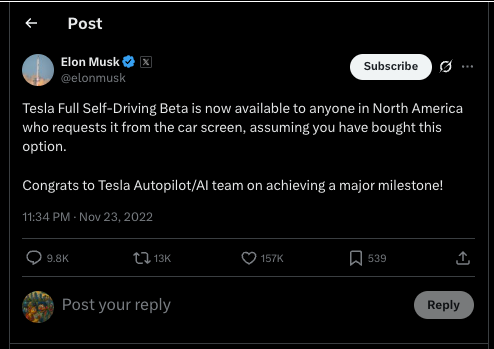 Post
Elon Musk
@elonmusk
Subscribe
Tesla Full Self-Driving Beta is now available to anyone in North America
who requests it from the car screen, assuming you have bought this
option.
Congrats to Tesla Autopilot/AI team on achieving a major milestone!
11:34 PM · Nov 23, 2022
9.8K 13K 157K 539
Post your reply
Reply